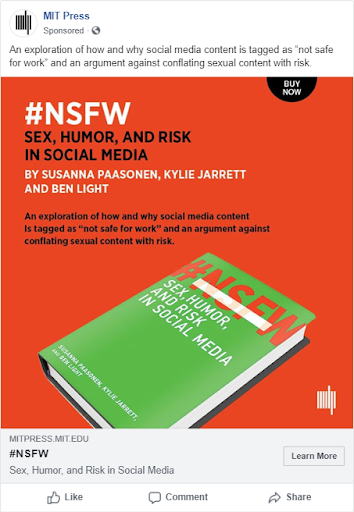 MIT Press
Sponsored ·
An exploration of how and why social media content is tagged as “not safe
for work” and an argument against conflating sexual content with risk.
BUY
NOW
#NSFW
SEX, HUMOR, AND RISK
IN SOCIAL MEDIA
BY SUSANNA PAASONEN, KYLIE JARRETT
AND BEN LIGHT
An exploration of how and why social media content
Is tagged as “not safe for work” and an argument against
conflating sexual content with risk.
#NSFW
SEX, HUMOR,
AND RISK
IN SOCIAL MEDIA
SUSANNA PAASONEN, KYLIE JARRETT,
AND BEN LIGHT
MITPRESS.MIT.EDU
#NSFW
Sex, Humor, and Risk in Social Media
Learn More
Like
Comment
Share